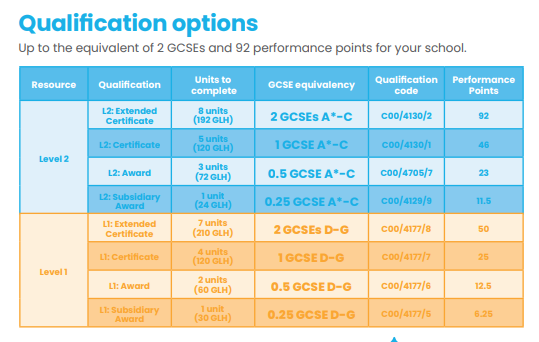 Qualification options
Up to the equivalent of 2 GCSEs and 92 performance points for your school.
Resource Qualification Units to complete GCSE equivalency Qualification code Performance Points
Level 2
L2: Extended Certificate 8 units (192 GLH) 2 GCSEs A*-C C00/4130/2 92
L2: Certificate 5 units (120 GLH) 1 GCSE A*-C C00/4130/1 46
L2: Award 3 units (72 GLH) 0.5 GCSE A*-C C00/4705/7 23
L2: Subsidiary Award 1 unit (24 GLH) 0.25 GCSE A*-C C00/4129/9 11.5
Level 1
L1: Extended Certificate 7 units (210 GLH) 2 GCSEs D-G C00/4177/8 50
L1: Certificate 4 units (120 GLH) 1 GCSE D-G C00/4177/7 25
L1: Award 2 units (60 GLH) 0.5 GCSE D-G C00/4177/6 12.5
L1: Subsidiary Award 1 unit (30 GLH) 0.25 GCSE D-G C00/4177/5 6.25